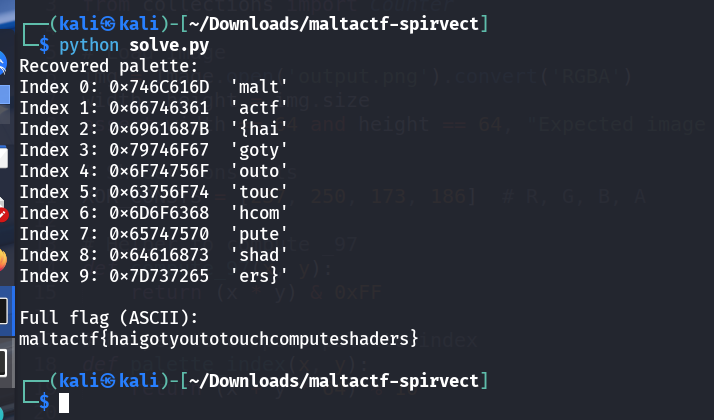 ┌──(kali㉿kali)-[~/Downloads/maltactf-spirvect]
└─$ python solve.py
Recovered palette:
Index 0: 0×746C616D  'malt'
Index 1: 0×66746361  'actf'
Index 2: 0×6961687B  '{hai'
Index 3: 0×79746F67  'goty'
Index 4: 0×6F74756F  'outo'
Index 5: 0×63756F74  'touc'
Index 6: 0×6D6F6368  'hcom'
Index 7: 0×65747570  'pute'
Index 8: 0×64616873  'shad'
Index 9: 0×7D737265  'ers}'
Full flag (ASCII):
maltactf{haigotyoutotouchcomputeshaders}
┌──(kali㉿kali)-[~/Downloads/maltactf-spirvect]
└─$